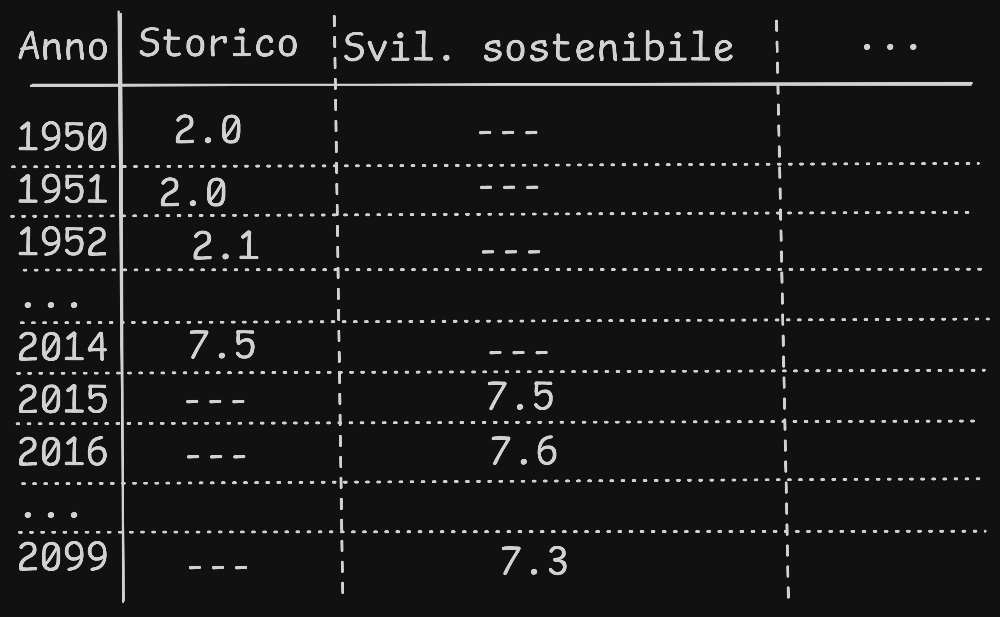 Anno Storico Svil. sostenibile ...
1950 2.0 ---
1951 2.0 ---
1952 2.1 ---
...
2014 7.5 ---
2015 --- 7.5
2016 --- 7.6
...
2099 --- 7.3